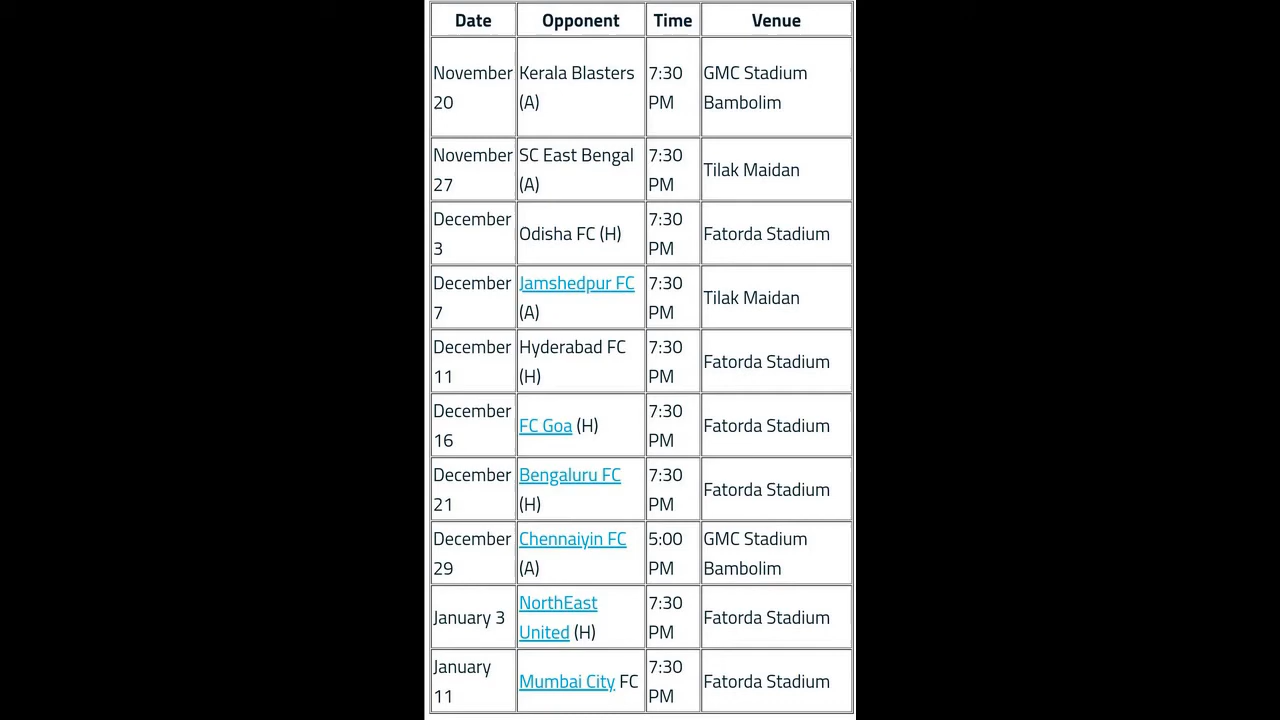 Date Opponent Time Venue
November 20 Kerala Blasters (A) 7:30 PM GMC Stadium Bambolim
November 27 SC East Bengal (A) 7:30 PM Tilak Maidan
December 3 Odisha FC (H) 7:30 PM Fatorda Stadium
December 7 Jamshedpur FC (A) 7:30 PM Tilak Maidan
December 11 Hyderabad FC (H) 7:30 PM Fatorda Stadium
December 16 FC Goa (H) 7:30 PM Fatorda Stadium
December 21 Bengaluru FC (H) 7:30 PM Fatorda Stadium
December 29 Chennaiyin FC (A) 5:00 PM GMC Stadium Bambolim
January 3 NorthEast United (H) 7:30 PM Fatorda Stadium
January 11 Mumbai City FC 7:30 PM Fatorda Stadium